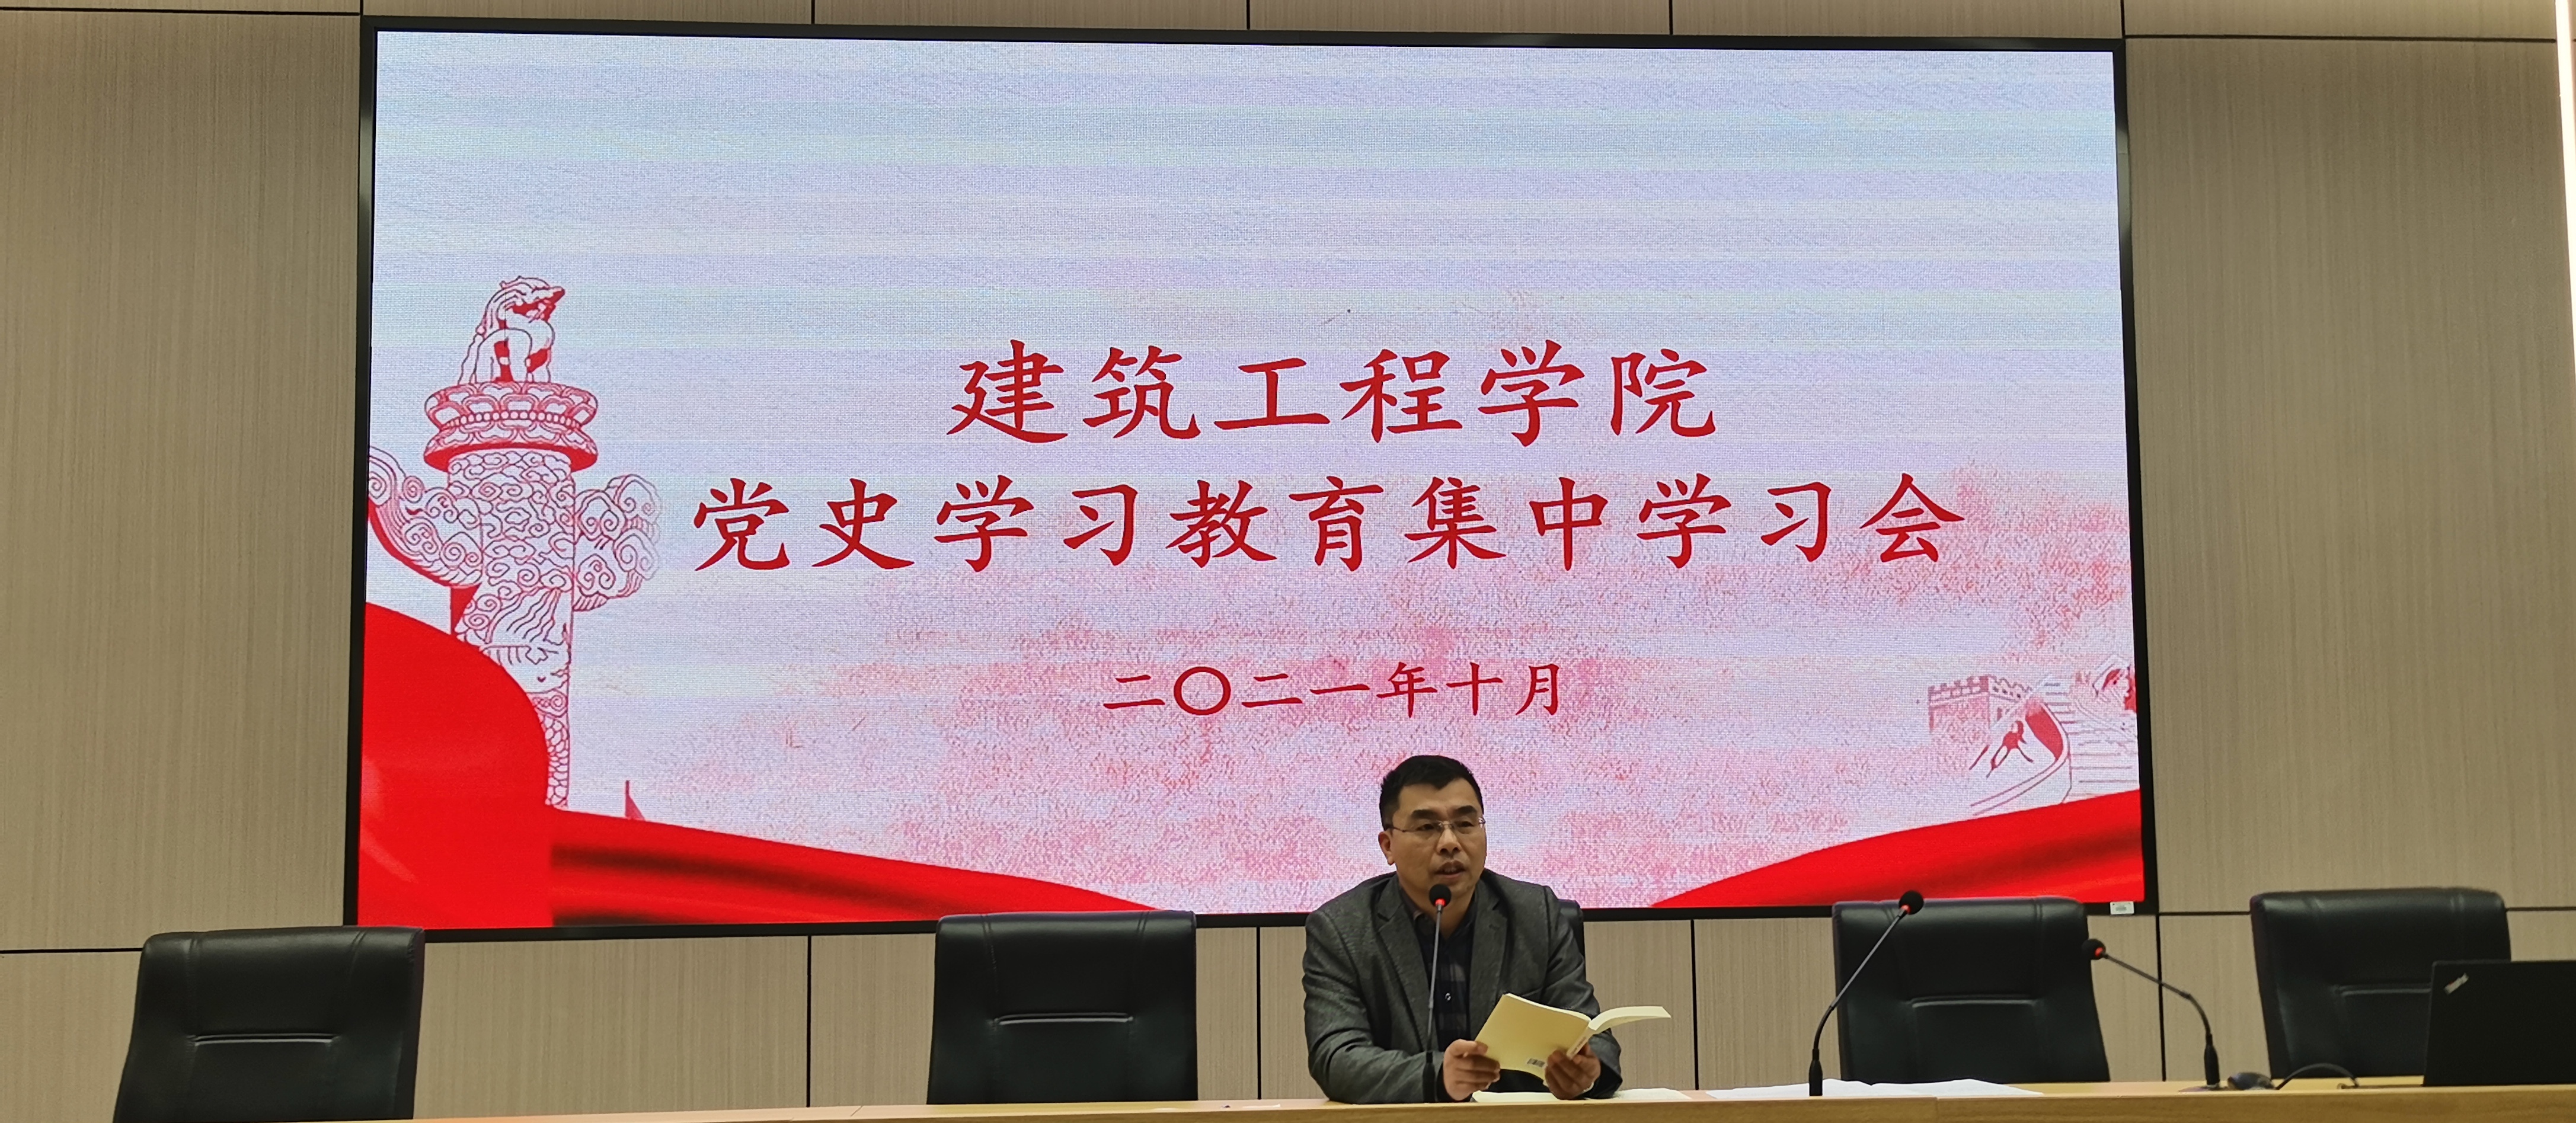 建筑工程学院
党史学习教育集中学习会
二〇二一年十月